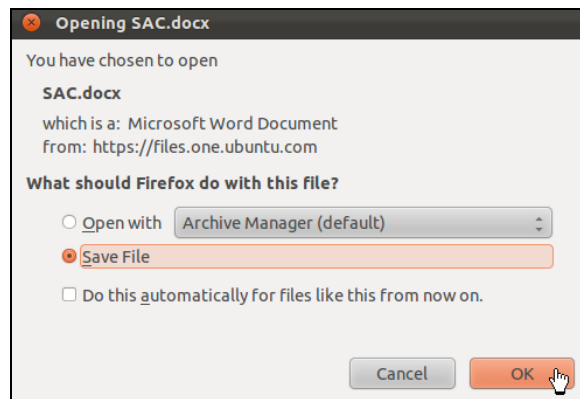 Opening SAC.docx
You have chosen to open
SAC.docx
which is a: Microsoft Word Document
from: https://files.one.ubuntu.com
What should Firefox do with this file?
Open with Archive Manager (default)
Save File
Do this automatically for files like this from now on.
Cancel OK